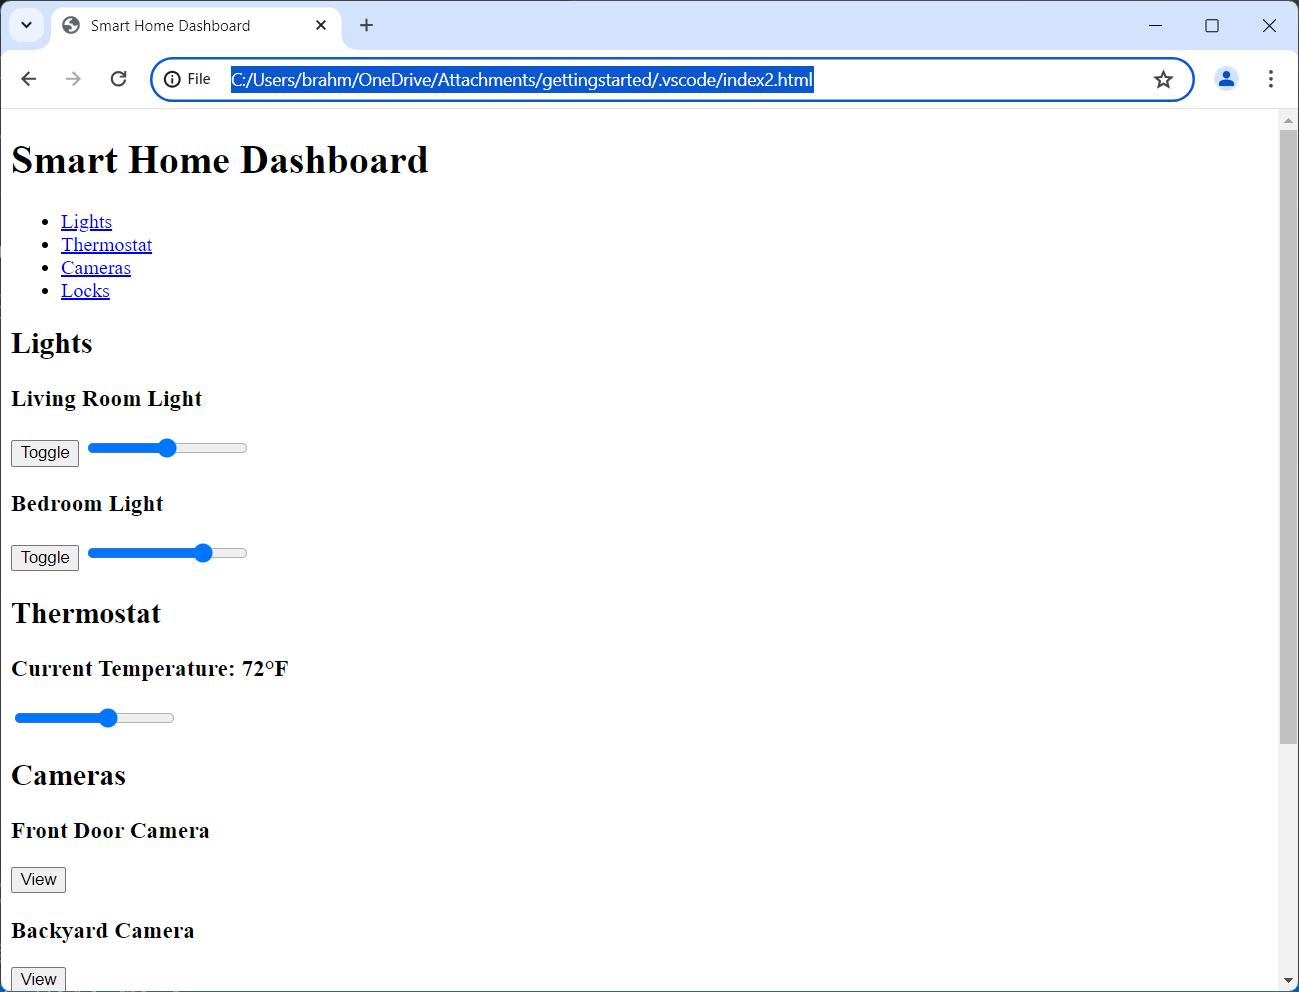 Smart Home Dashboard
File C:/Users/brahm/OneDrive/Attachments/gettingstarted/.vscode/index2.html
Smart Home Dashboard
Lights
Thermostat
Cameras
Locks
Lights
Living Room Light
Toggle
Bedroom Light
Toggle
Thermostat
Current Temperature: 72°F
Cameras
Front Door Camera
View
Backyard Camera
View